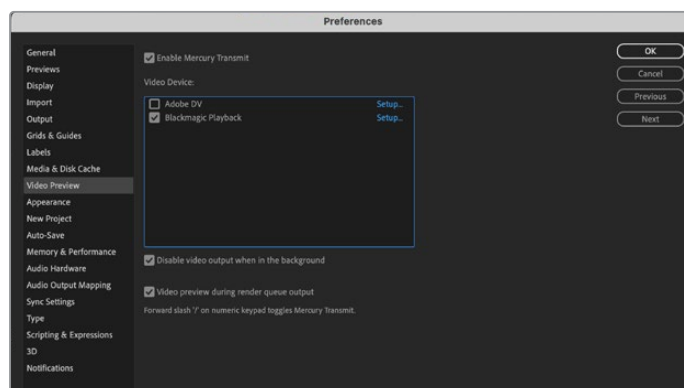 Preferences
General
Previews
Display
Import
Output
Grids & Guides
Labels
Media & Disk Cache
Video Preview
Appearance
New Project
Auto-Save
Memory & Performance
Audio Hardware
Audio Output Mapping
Sync Settings
Type
Scripting & Expressions
3D
Notifications
Enable Mercury Transmit
Video Device:
Adobe DV Setup...
Blackmagic Playback Setup...
Disable video output when in the background
Video preview during render queue output
Forward slash '/' on numeric keypad toggles Mercury Transmit.
OK
Cancel
Previous
Next